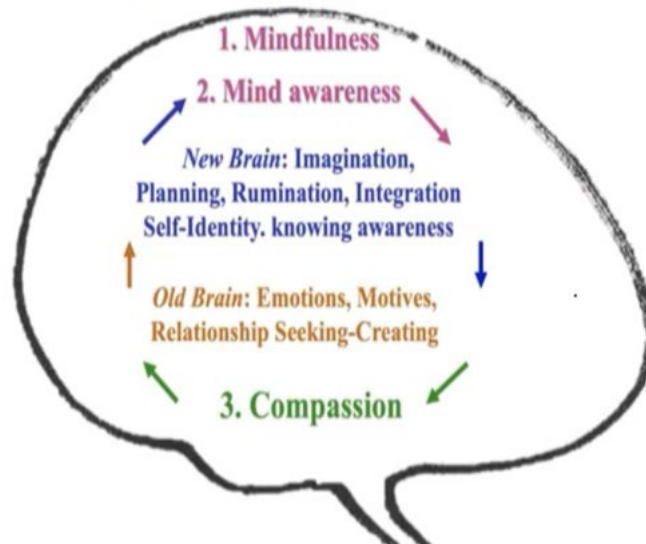 1. Mindfulness
2. Mind awareness
New Brain: Imagination,
Planning, Rumination, Integration
Self-Identity. knowing awareness
Old Brain: Emotions, Motives,
Relationship Seeking-Creating
3. Compassion